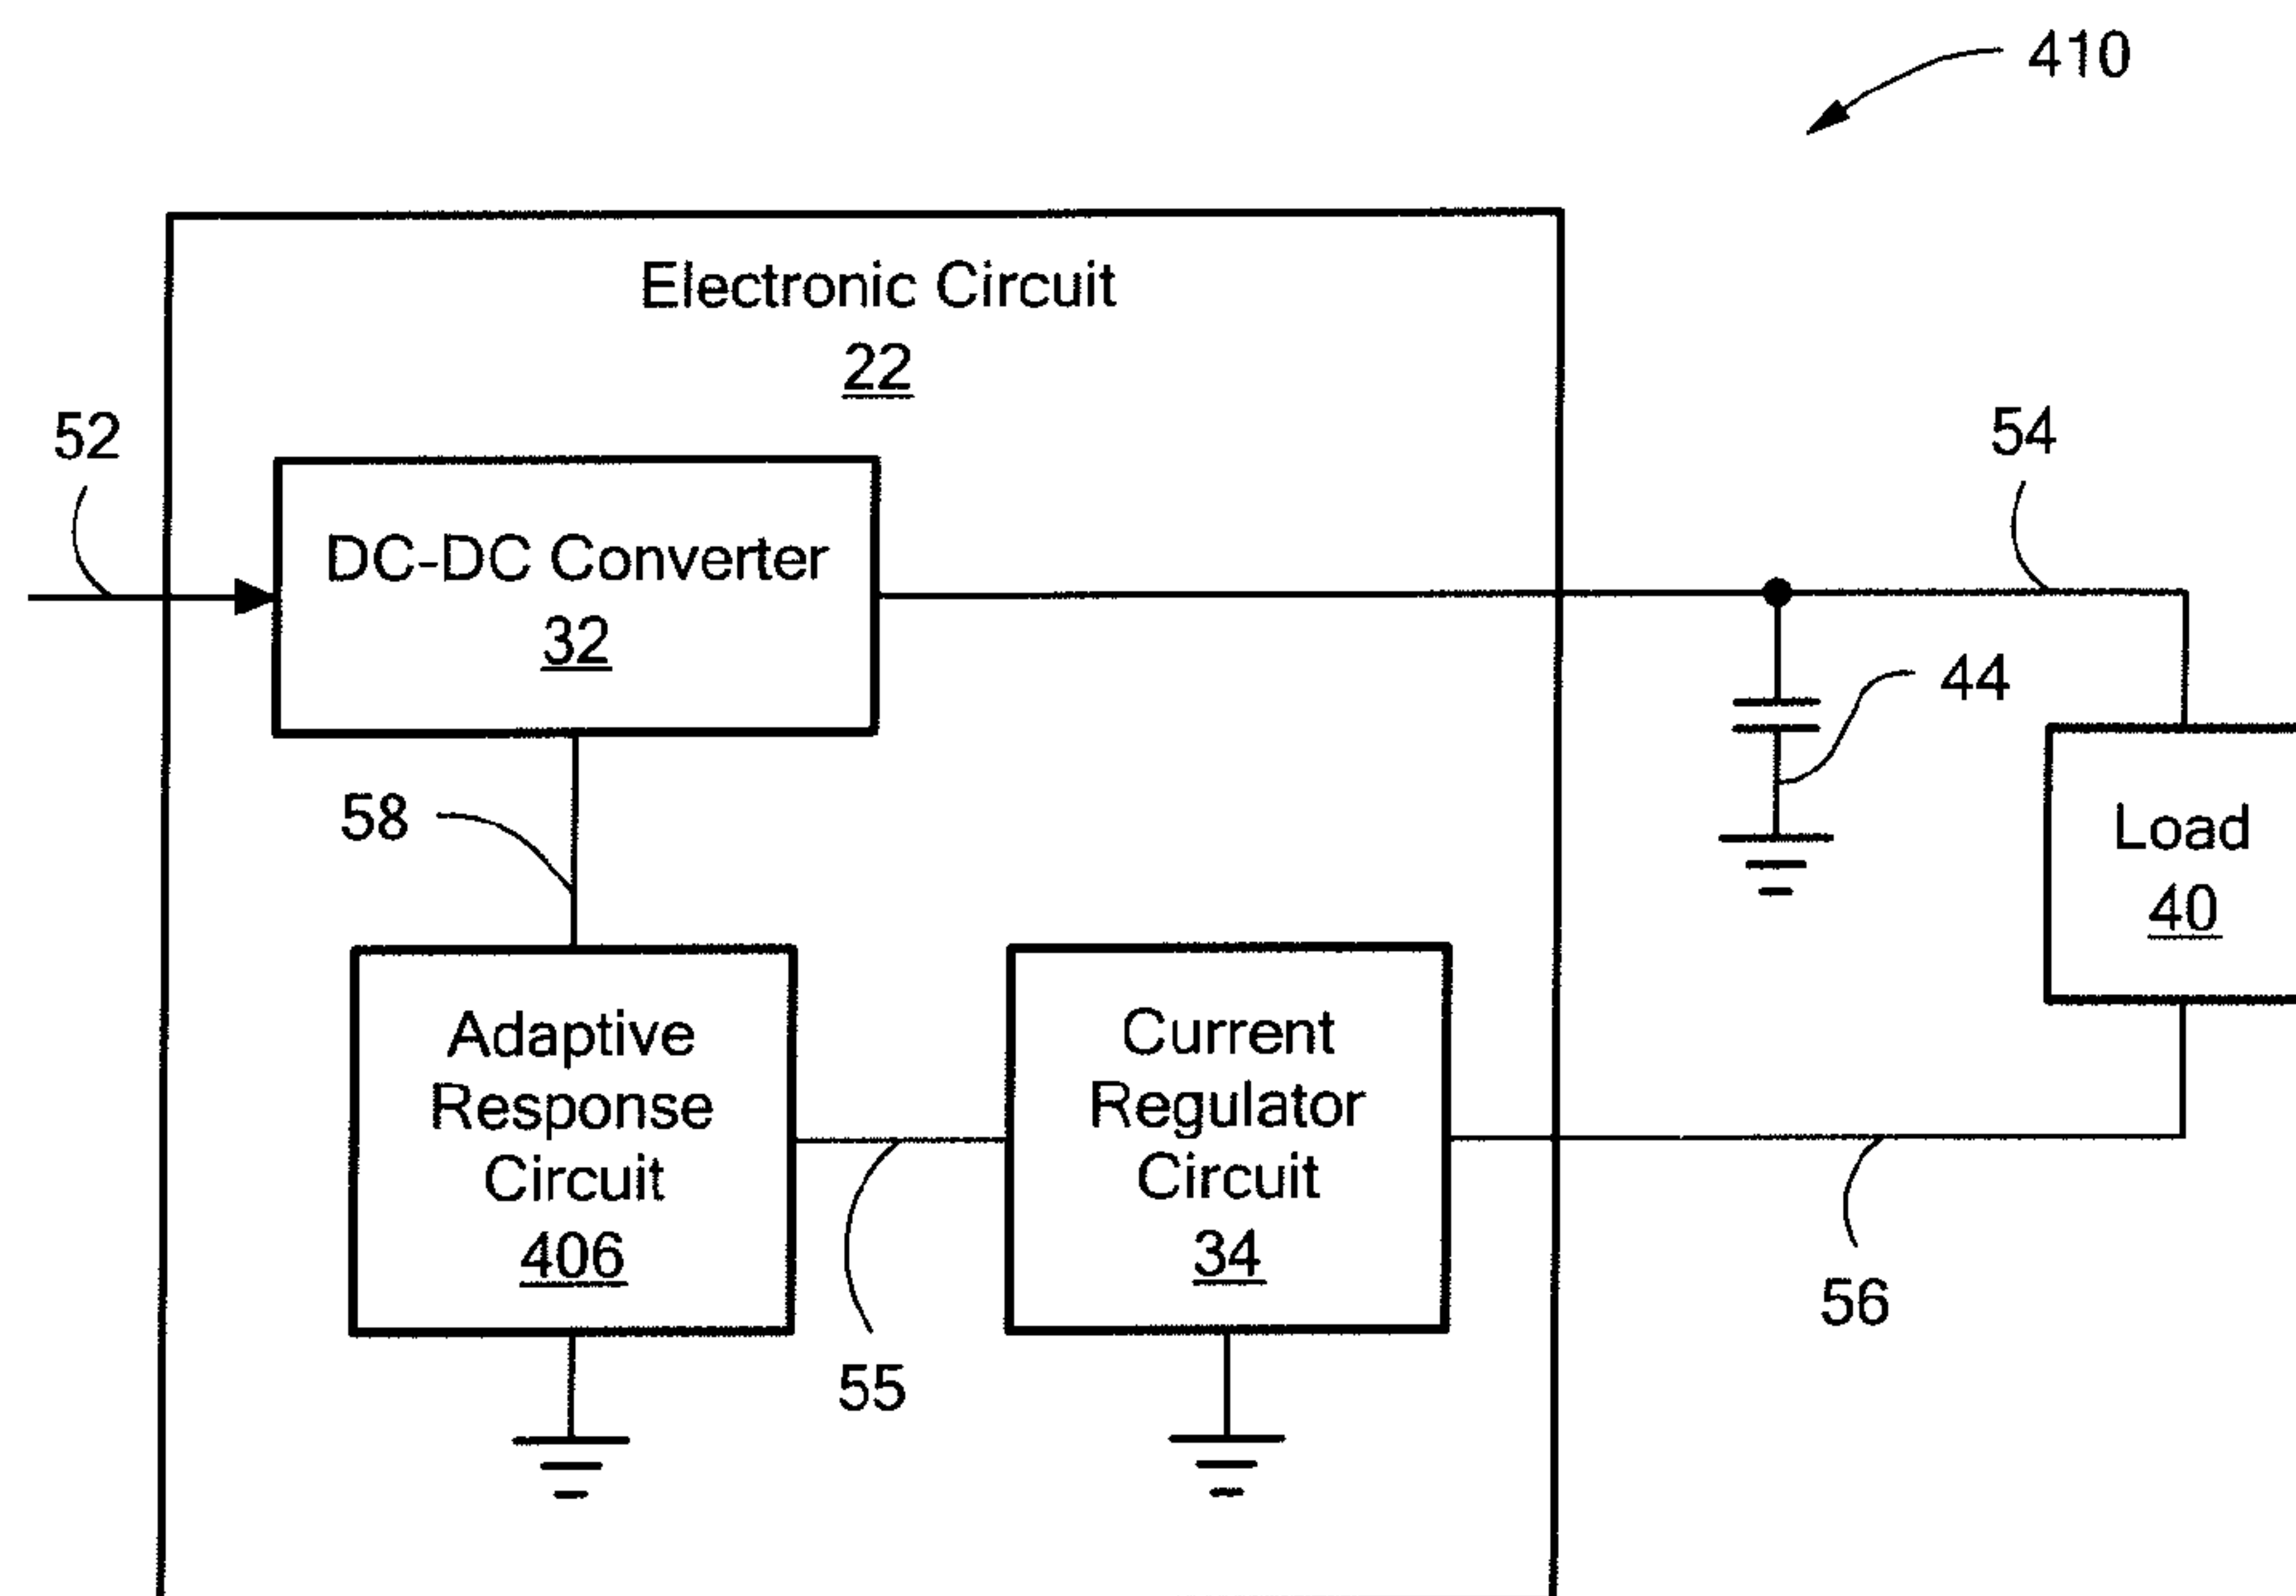 410
Electronic Circuit
22
52
54
DC-DC Converter
32
44
58
Load
40
Adaptive
Response
Circuit
406
Current
Regulator
Circuit
34
55
56